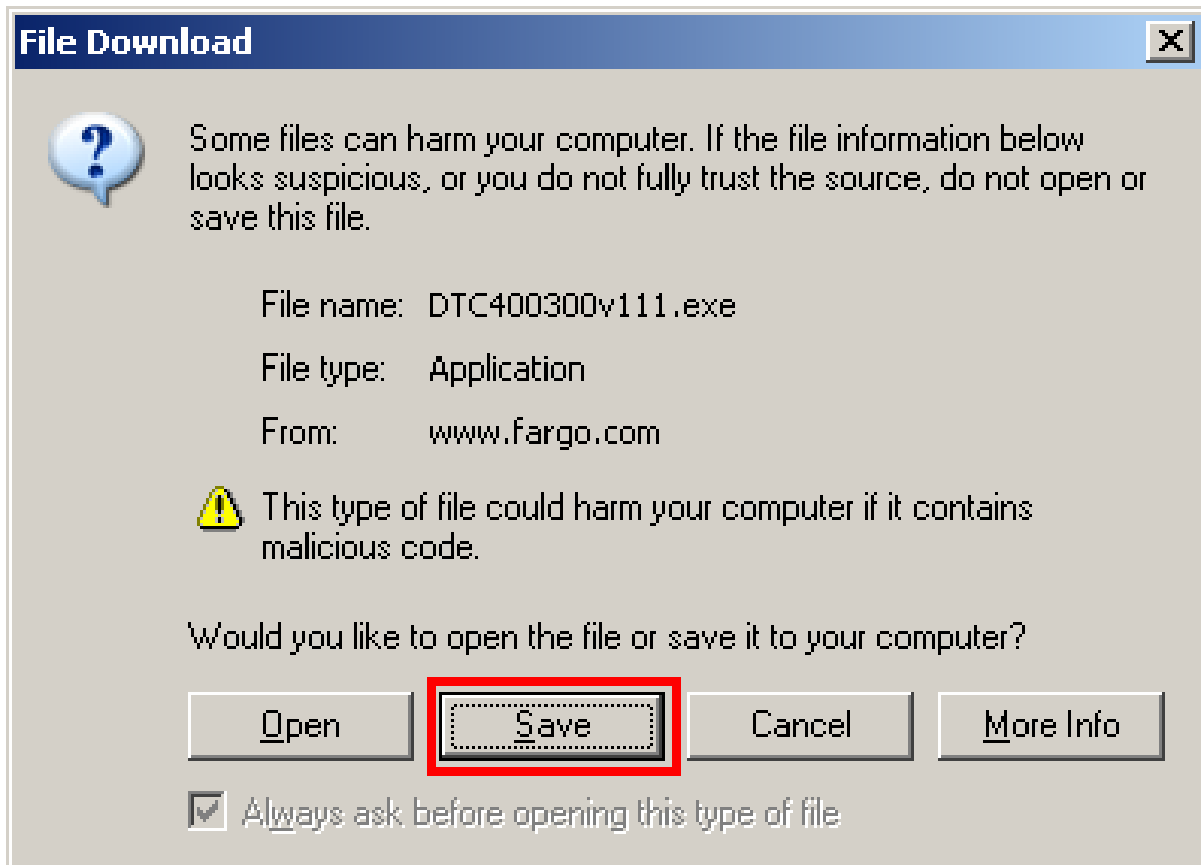 File Download
Some files can harm your computer. If the file information below
looks suspicious, or you do not fully trust the source, do not open or
save this file.
File name: DTC400300v111.exe
File type: Application
From: www.fargo.com
This type of file could harm your computer if it contains
malicious code.
Would you like to open the file or save it to your computer?
Open Save Cancel More Info
Always ask before opening this type of file